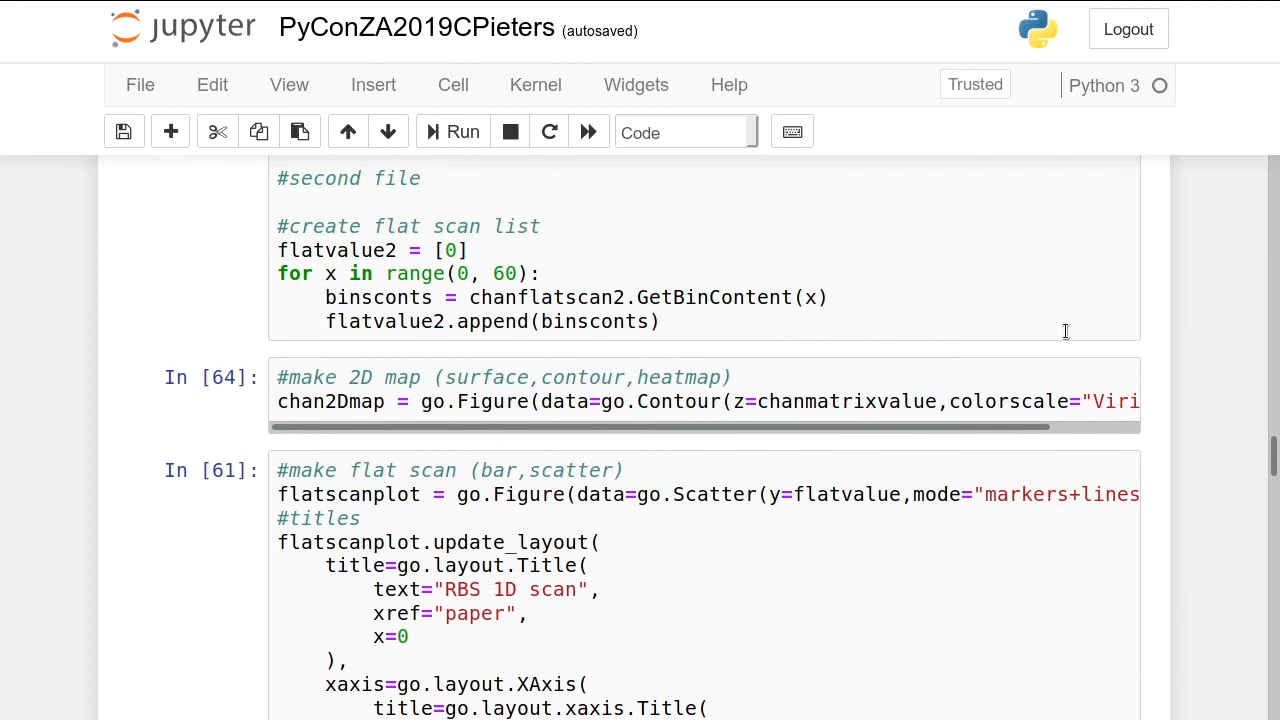 jupyter PyConZA2019CPieters (autosaved) Logout
File Edit View Insert Cell Kernel Widgets Help Trusted Python 3
Run Code
#second file
#create flat scan list
flatvalue2 = [0]
for x in range(0, 60):
    binsconts = chanflatscan2.GetBinContent(x)
    flatvalue2.append(binsconts)
In [64]: #make 2D map (surface,contour,heatmap)
chan2Dmap = go.Figure(data=go.Contour(z=chanmatrixvalue,colorscale="Viri
In [61]: #make flat scan (bar,scatter)
flatscanplot = go.Figure(data=go.Scatter(y=flatvalue,mode="markers+lines
#titles
flatscanplot.update_layout(
    title=go.layout.Title(
        text="RBS 1D scan",
        xref="paper",
        x=0
    ),
    xaxis=go.layout.XAxis(
        title=go.layout.xaxis.Title(